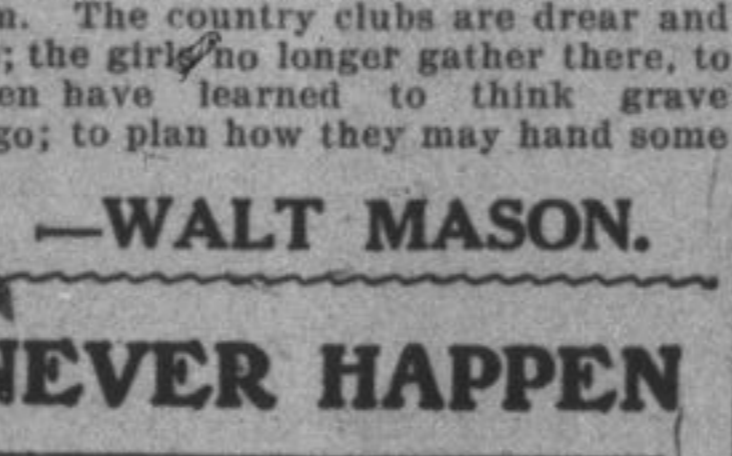 n. The country clubs are drear and
; the girls no longer gather there, to
en have learned to think grave
go; to plan how they may hand some
—WALT MASON.
NEVER HAPPEN